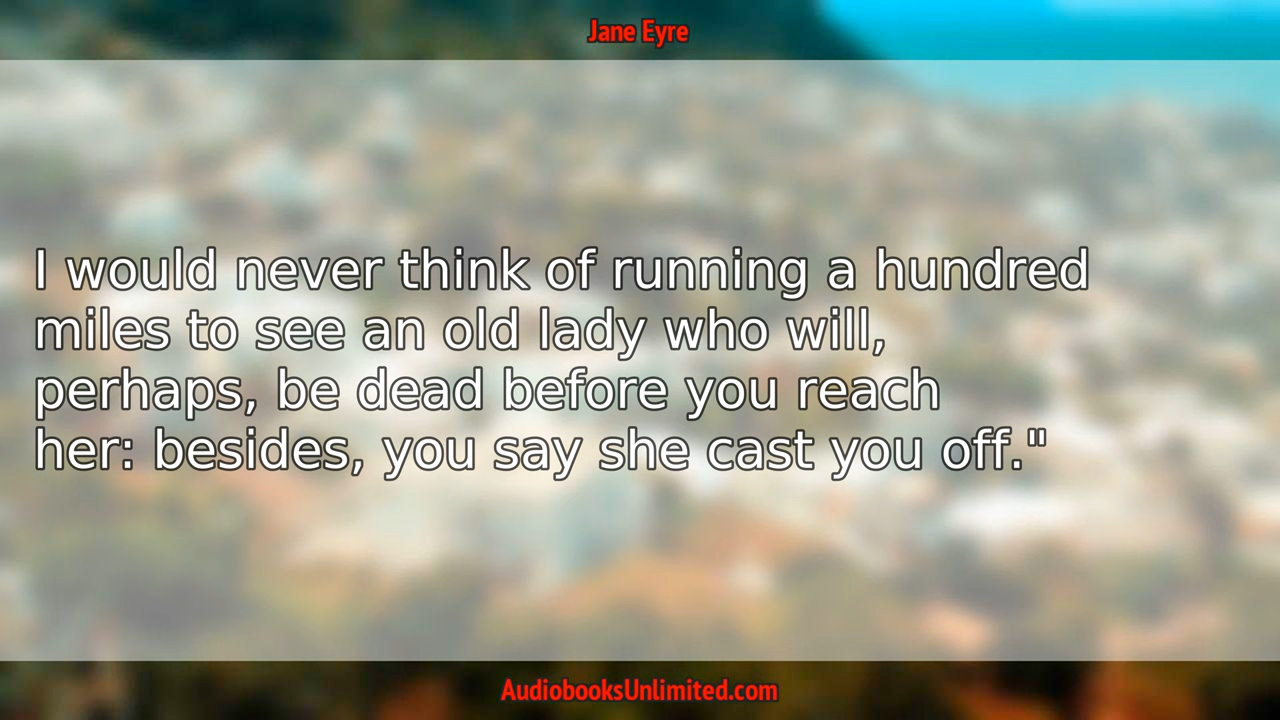 Jane Eyre
I would never think of running a hundred
miles to see an old lady who will,
perhaps, be dead before you reach
her: besides, you say she cast you off."
AudiobooksUnlimited.com